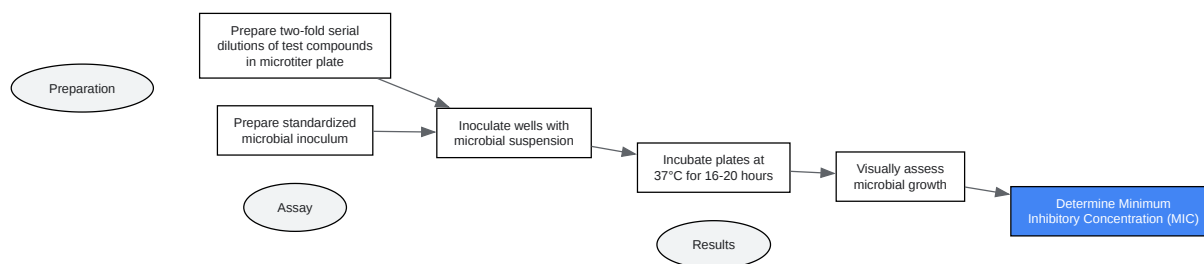 Prepare two-fold serial
dilutions of test compounds
in microtiter plate
Preparation
Prepare standardized
microbial inoculum
Inoculate wells with
microbial suspension
Incubate plates at
37°C for 16-20 hours
Visually assess
microbial growth
Determine Minimum
Inhibitory Concentration (MIC)
Assay
Results